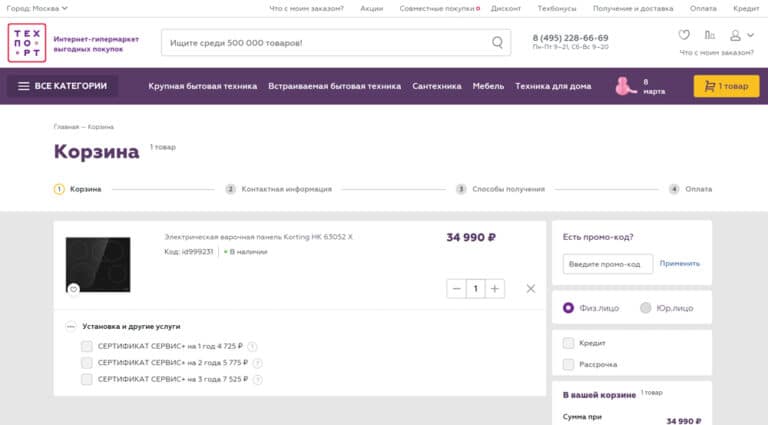 Город: Москва
Что с моим заказом?
Акции
Совместные покупки
Дисконт
Техбонусы
Получение и доставка
Оплата
Кредит
ТЕХ
ПО
РТ
Интернет-гипермаркет
выгодных покупок
Ищите среди 500 000 товаров!
8 (495) 228-66-69
Пн-Пт 9–21, Сб-Вс 9–20
Что с моим заказом?
ВСЕ КАТЕГОРИИ
Крупная бытовая техника
Встраиваемая бытовая техника
Сантехника
Мебель
Техника для дома
8
марта
1 товар
Главная — Корзина
Корзина
1 товар
1 Корзина
2 Контактная информация
3 Способы получения
4 Оплата
Электрическая варочная панель Korting HK 63052 X
34 990 ₽
Код: id999231
В наличии
1
Установка и другие услуги
СЕРТИФИКАТ СЕРВИС+ на 1 год 4 725 ₽ ?
СЕРТИФИКАТ СЕРВИС+ на 2 года 5 775 ₽ ?
СЕРТИФИКАТ СЕРВИС+ на 3 года 7 525 ₽ ?
Есть промо-код?
Введите промо-код
Применить
Физ.лицо
Юр.лицо
Кредит
Рассрочка
В вашей корзине 1 товар
Сумма при
34 990 ₽